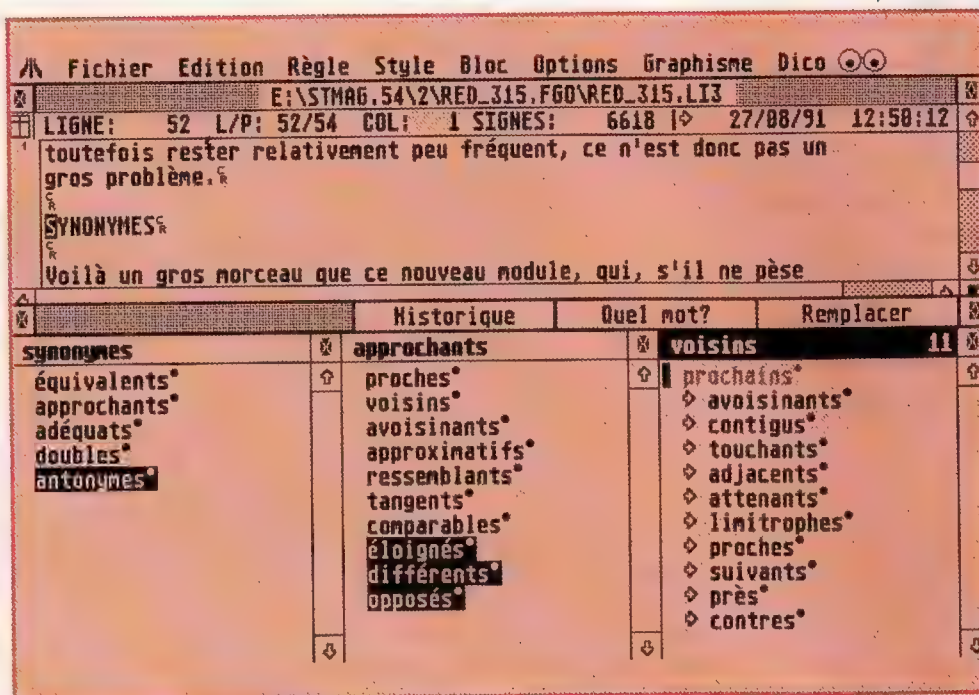 Fichier Edition Règle Style Bloc Options Graphisme Dico
E:\STMAG.54\2\RED_315.FGO\RED_315.LI3
LIGNE: 52 L/P: 52/54 COL: 1 SIGNES: 6618 27/08/91 12:58:12
toutefois rester relativement peu fréquent, ce n'est donc pas un
gros problème.
SYNONYMES
Voilà un gros morceau que ce nouveau module, qui, s'il ne pèse
Historique Quel mot? Remplacer
synonymes
équivalents*
approchants*
adéquats*
doubles*
antonymes*
approchants
proches*
voisins*
avoisinants*
approximatifs*
ressemblants*
tangents*
comparables*
éloignés*
différents*
opposés*
voisins 11
prochains*
avoisinants*
contigus*
touchants*
adjacents*
attenants*
limitrophes*
proches*
suivants*
près*
contres*